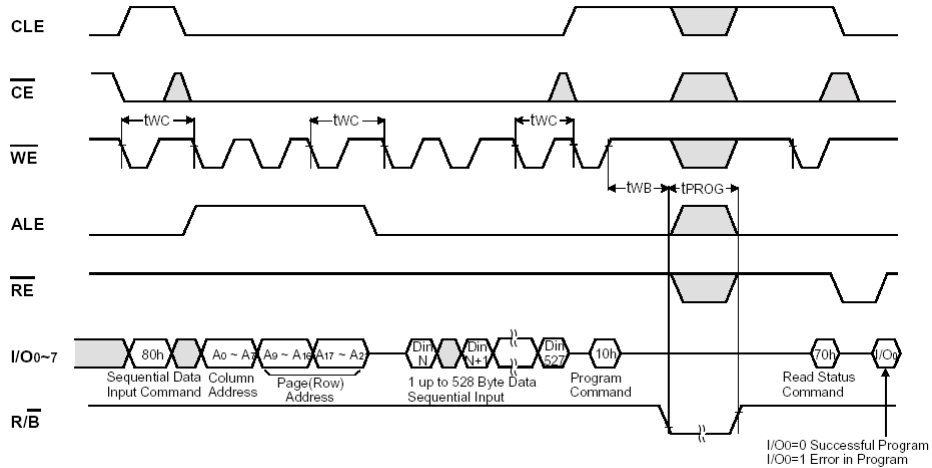 CLE
CE
tWC
tWC
tWC
WE
tWB
tPROG
ALE
RE
I/O0~7
80h
A0 ~ A7
A9 ~ A16
A17 ~ A2
Din N
Din N+1
Din 527
10h
70h
I/O0
Sequential Data
Input Command
Column
Address
Page(Row)
Address
1 up to 528 Byte Data
Sequential Input
Program
Command
Read Status
Command
R/B
I/O0=0 Successful Program
I/O0=1 Error in Program